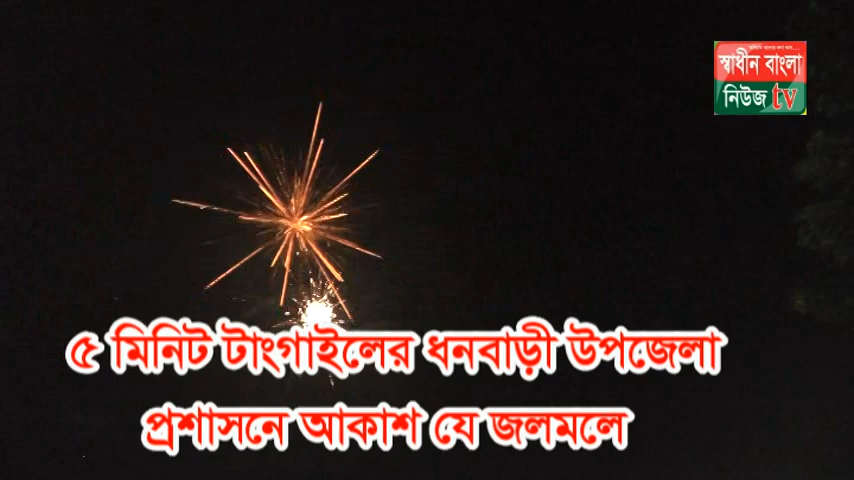 স্বাধীন বাংলা
নিউজ tv
৫ মিনিট টাংগাইলের ধনবাড়ী উপজেলা
প্রশাসনে আকাশ যে জলমলে